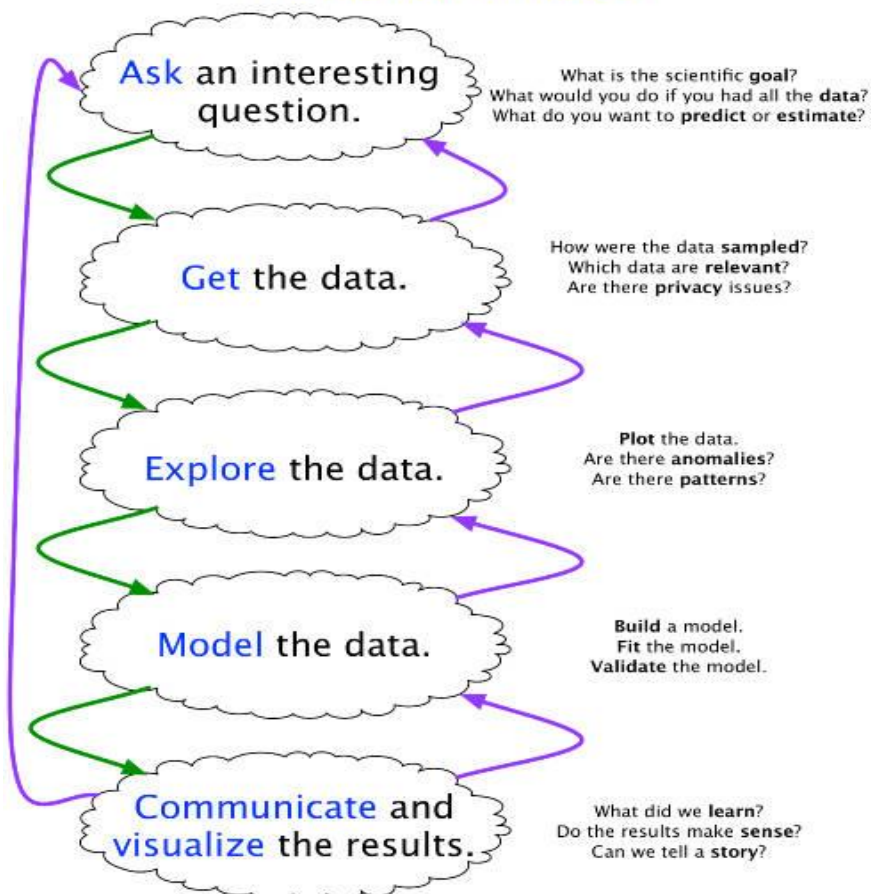 Ask an interesting
question.
What is the scientific goal?
What would you do if you had all the data?
What do you want to predict or estimate?
Get the data.
How were the data sampled?
Which data are relevant?
Are there privacy issues?
Explore the data.
Plot the data.
Are there anomalies?
Are there patterns?
Model the data.
Build a model.
Fit the model.
Validate the model.
Communicate and
visualize the results.
What did we learn?
Do the results make sense?
Can we tell a story?